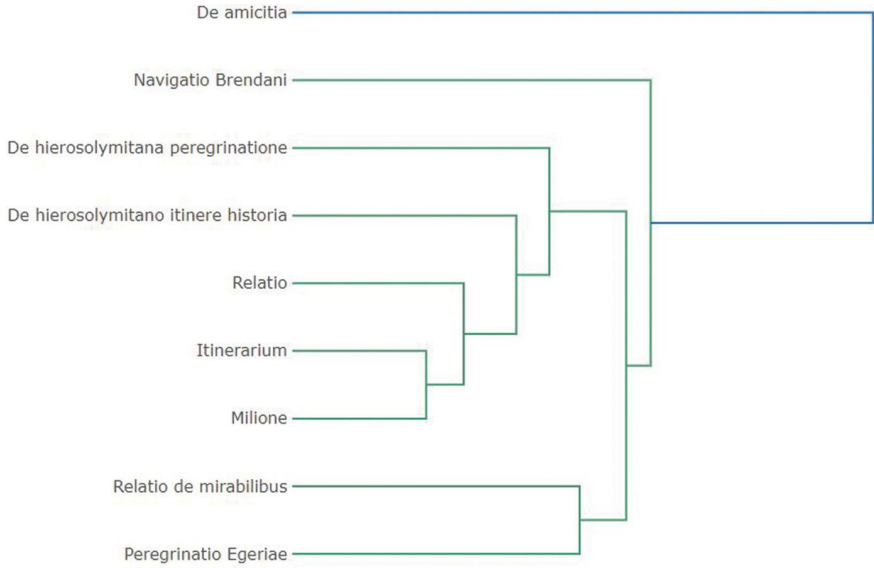 De amicitia
Navigatio Brendani
De hierosolymitana peregrinatione
De hierosolymitano itinere historia
Relatio
Itinerarium
Milione
Relatio de mirabilibus
Peregrinatio Egeriae